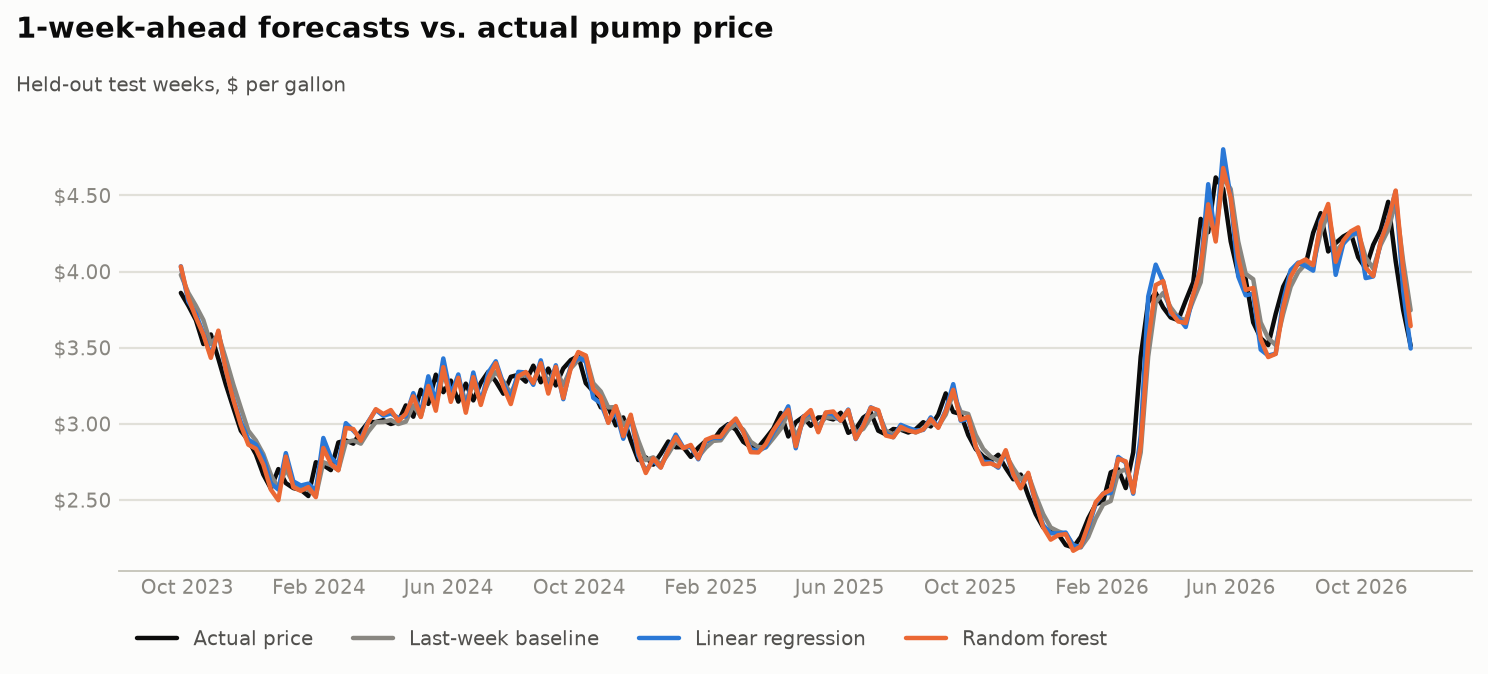 1-week-ahead forecasts vs. actual pump price
Held-out test weeks, $ per gallon
$4.50
$4.00
$3.50
$3.00
$2.50
Oct 2023 Feb 2024 Jun 2024 Oct 2024 Feb 2025 Jun 2025 Oct 2025 Feb 2026 Jun 2026 Oct 2026
Actual price Last-week baseline Linear regression Random forest